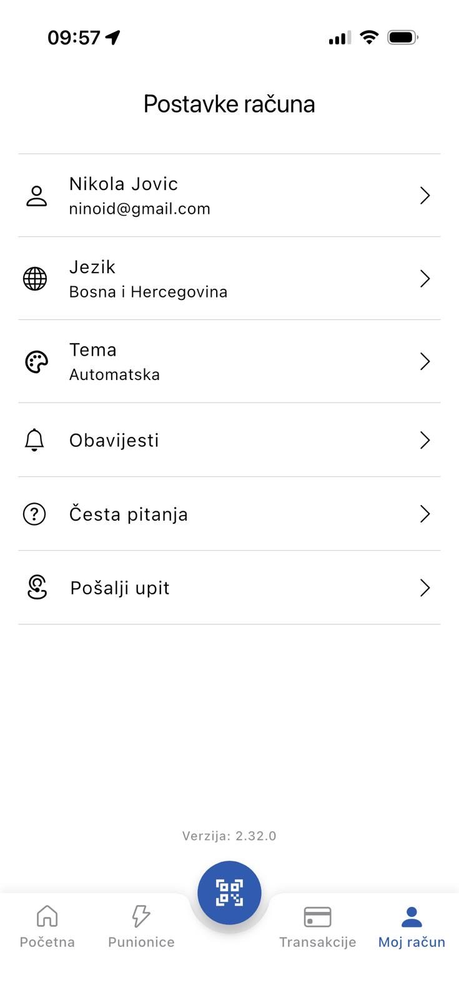 09:57
Postavke računa
Nikola Jovic
ninoid@gmail.com
Jezik
Bosna i Hercegovina
Tema
Automatska
Obavijesti
Česta pitanja
Pošalji upit
Verzija: 2.32.0
Početna
Punionice
Transakcije
Moj račun